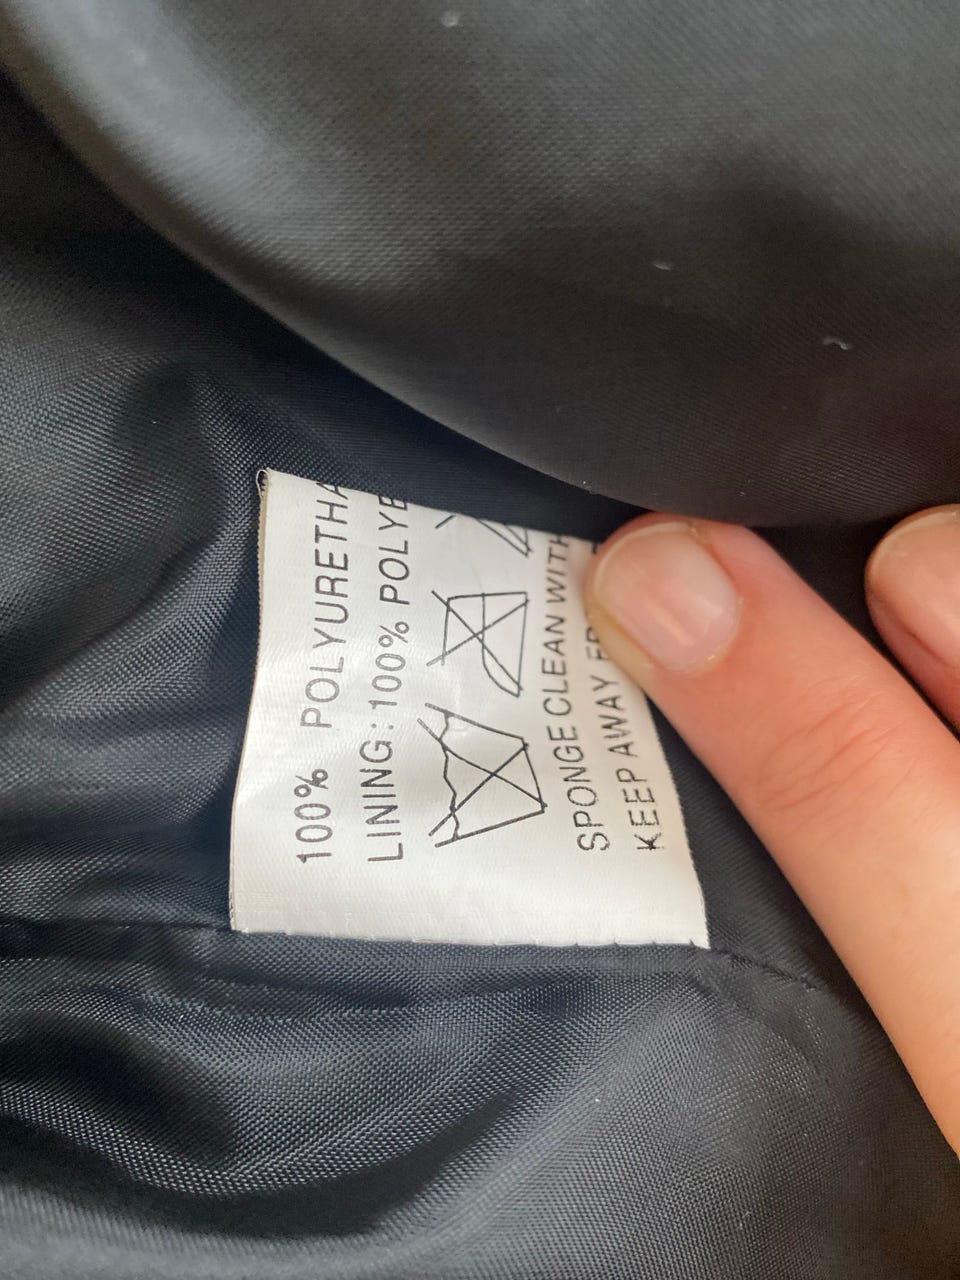 100% POLYURETHA
LINING:100% POLYE
SPONGE CLEAN WITH
KEEP AWAY